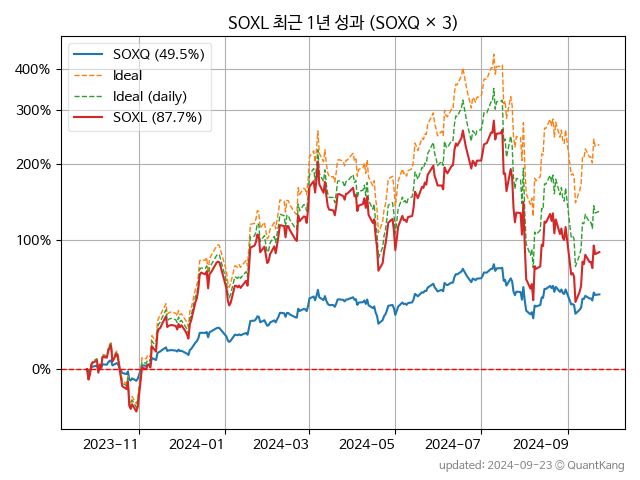 SOXL 최근 1년 성과 (SOXQ × 3)
SOXQ (49.5%)
Ideal
Ideal (daily)
SOXL (87.7%)
400%
300%
200%
100%
0%
2023-11 2024-01 2024-03 2024-05 2024-07 2024-09
updated: 2024-09-23 © QuantKang